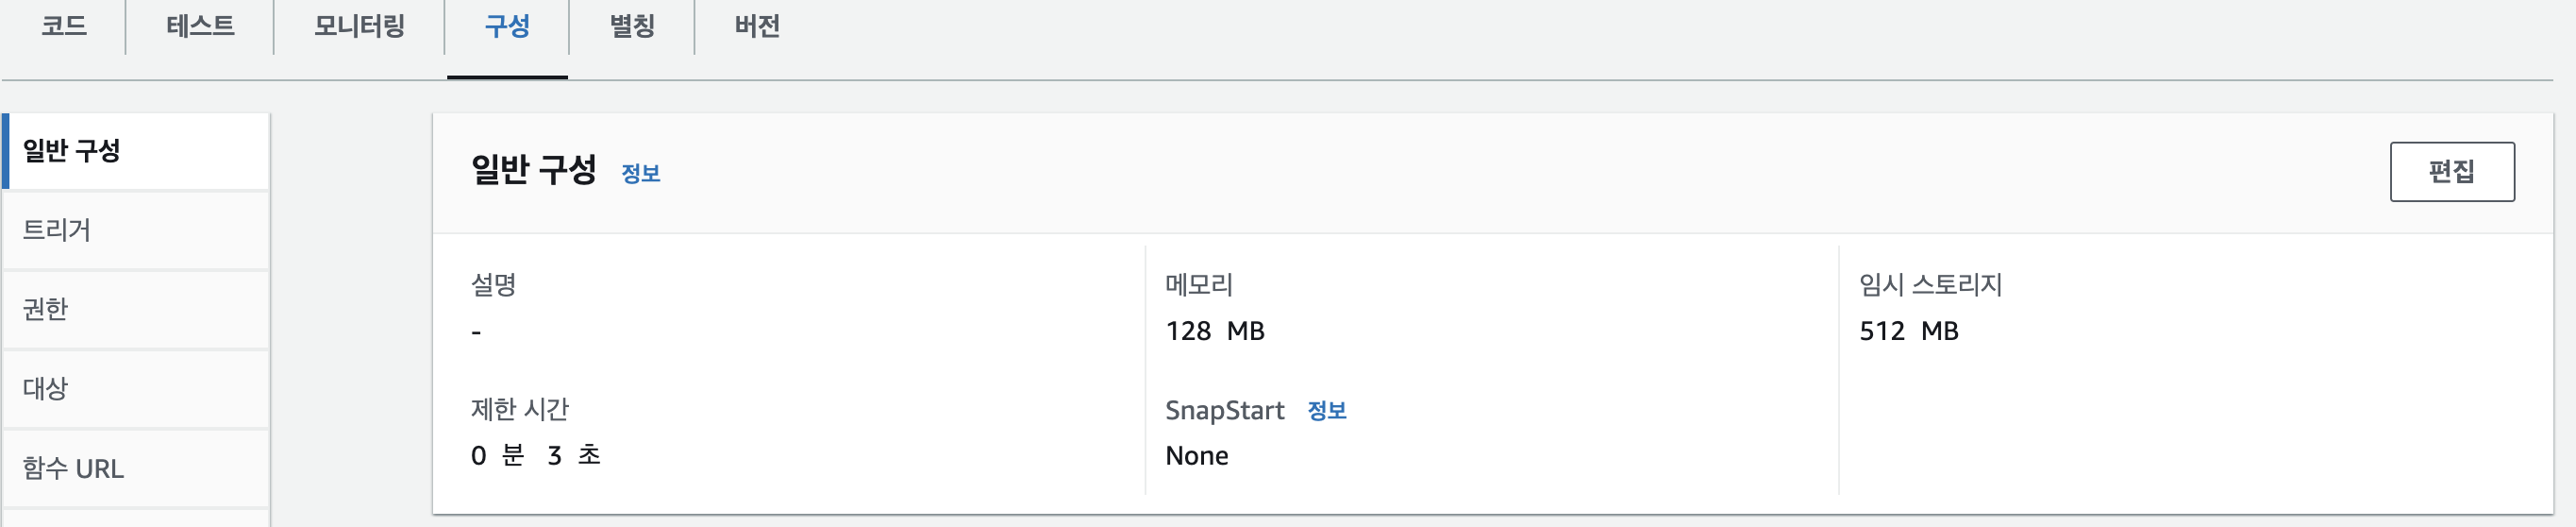 코드 테스트 모니터링 구성 별칭 버전
일반 구성
트리거
권한
대상
함수 URL
일반 구성 정보
편집
설명
-
메모리
128 MB
임시 스토리지
512 MB
제한 시간
0 분 3 초
SnapStart 정보
None